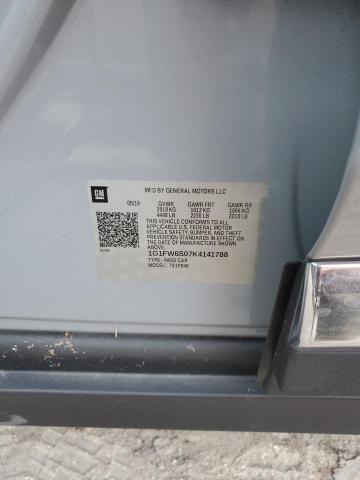 GM
MFD BY GENERAL MOTORS LLC
05/19 GVWR GAWR FRT GAWR RR
2018 KG 1012 KG 1006 KG
4448 LB 2230 LB 2218 LB
THIS VEHICLE CONFORMS TO ALL APPLICABLE
U.S. FEDERAL MOTOR
VEHICLE SAFETY, BUMPER, AND THEFT
PREVENTION STANDARDS IN EFFECT
ON THE DATE OF MANUFACTURE SHOWN
ABOVE.
1G1FW6S07K4141788
TYPE: PASS CAR
MODEL: 1FB48